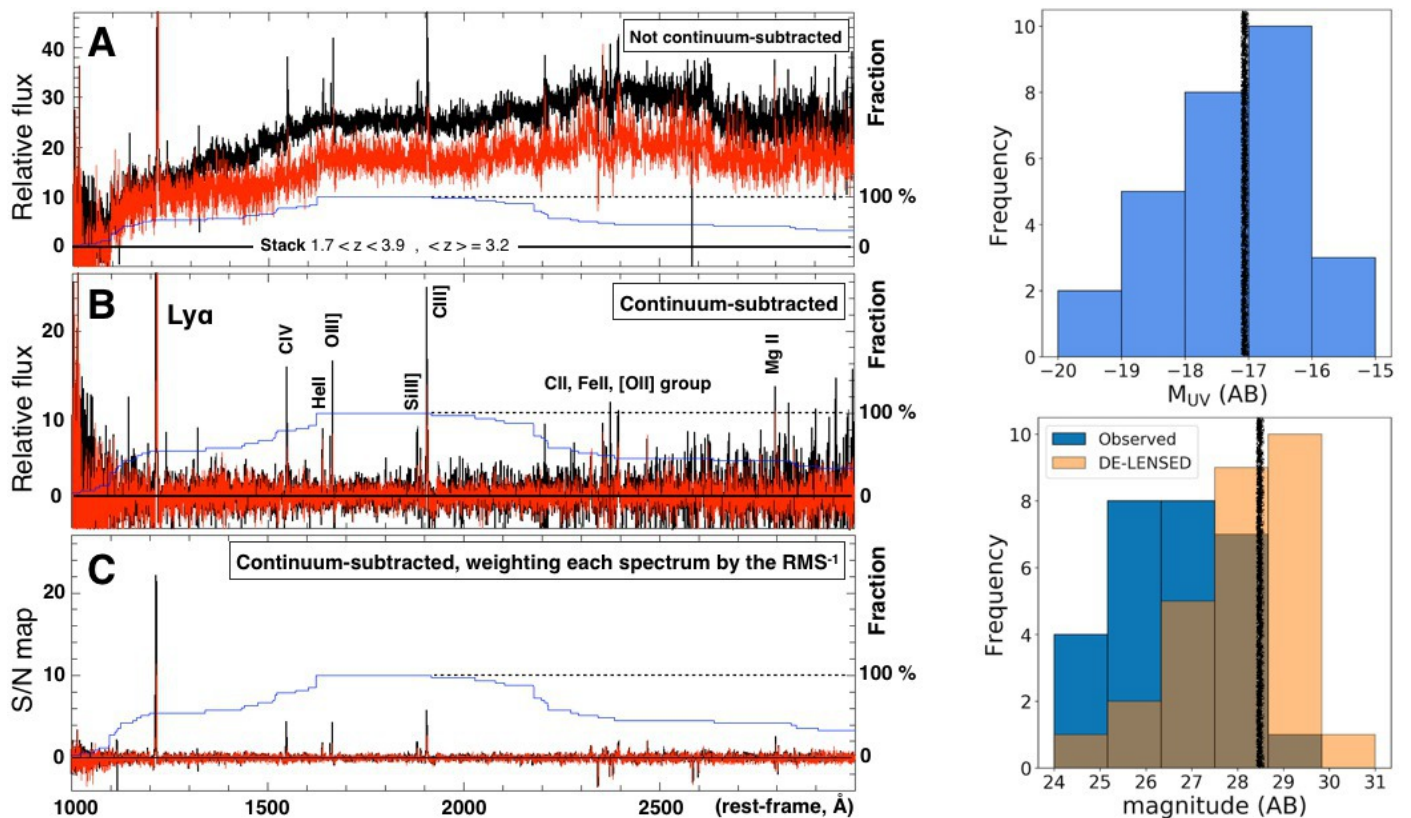 A
Not continuum-subtracted
Relative flux
40
30
20
10
0
Fraction
100 %
0
Stack 1.7 < z < 3.9 , < z > = 3.2
B
Lyα
Continuum-subtracted
Relative flux
20
10
0
CIV
HeII
OIII]
SiIII]
CIII]
CII, FeII, [OII] group
Mg II
Fraction
100 %
0
C
Continuum-subtracted, weighting each spectrum by the RMS⁻¹
S/N map
20
10
0
Fraction
100 %
0
1000 1500 2000 2500 (rest-frame, Å)
Frequency
10
8
6
4
2
0
−20 −19 −18 −17 −16 −15
M_UV (AB)
Observed
DE-LENSED
Frequency
10
8
6
4
2
0
24 25 26 27 28 29 30 31
magnitude (AB)